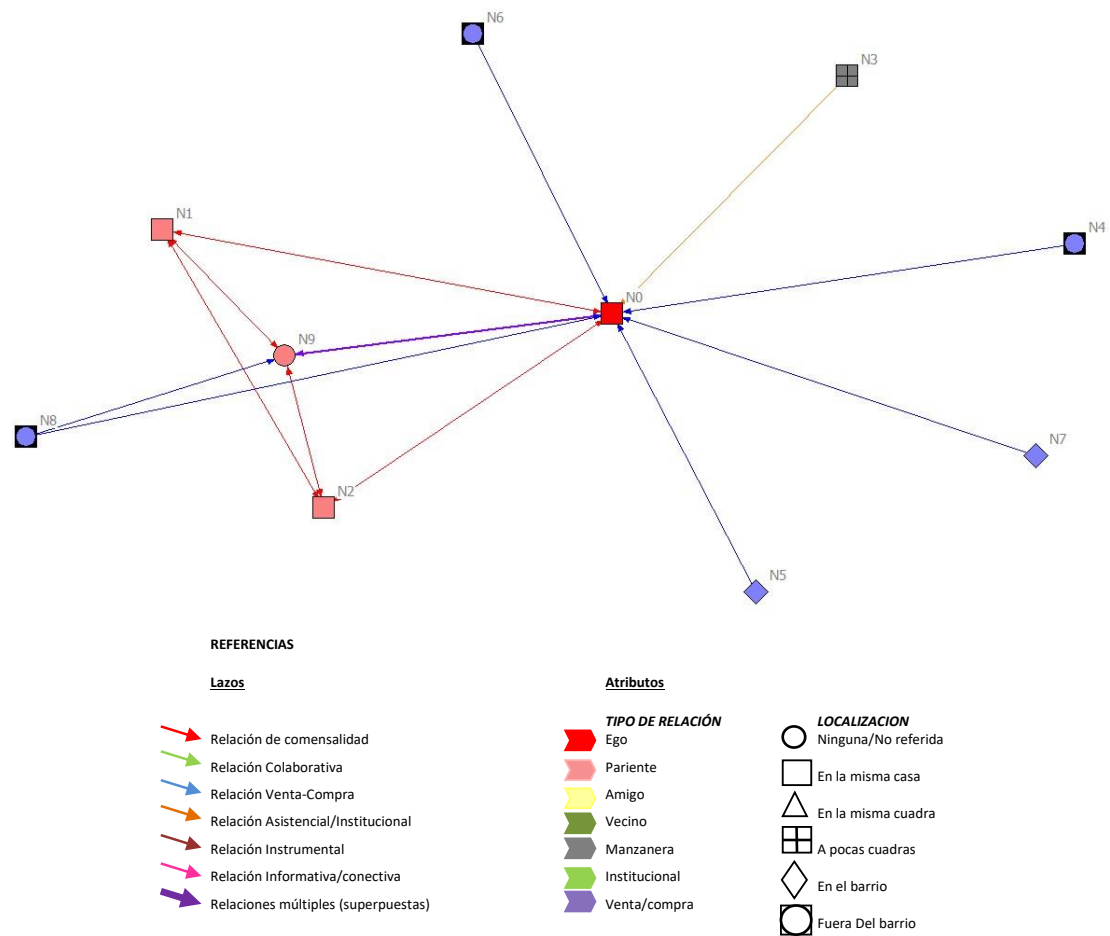 N6
N3
N1
N4
N0
N9
N8
N7
N2
N5
REFERENCIAS
Lazos
Relación de comensalidad
Relación Colaborativa
Relación Venta-Compra
Relación Asistencial/Institucional
Relación Instrumental
Relación Informativa/conectiva
Relaciones múltiples (superpuestas)
Atributos
TIPO DE RELACIÓN
Ego
Pariente
Amigo
Vecino
Manzanera
Institucional
Venta/compra
LOCALIZACION
Ninguna/No referida
En la misma casa
En la misma cuadra
A pocas cuadras
En el barrio
Fuera Del barrio